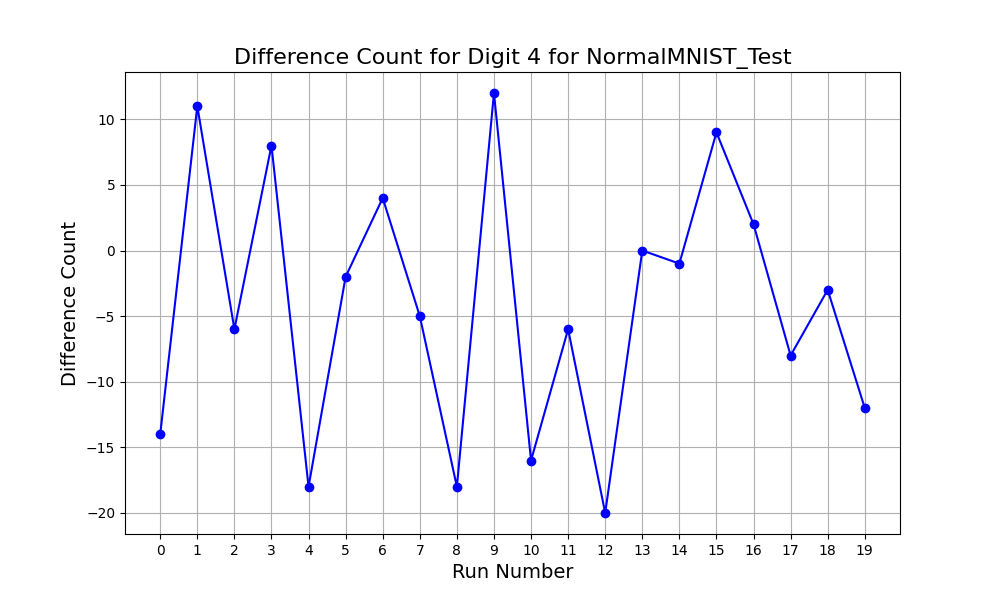 Difference Count for Digit 4 for NormalMNIST_Test
Difference Count
10
5
0
−5
−10
−15
−20
0 1 2 3 4 5 6 7 8 9 10 11 12 13 14 15 16 17 18 19
Run Number